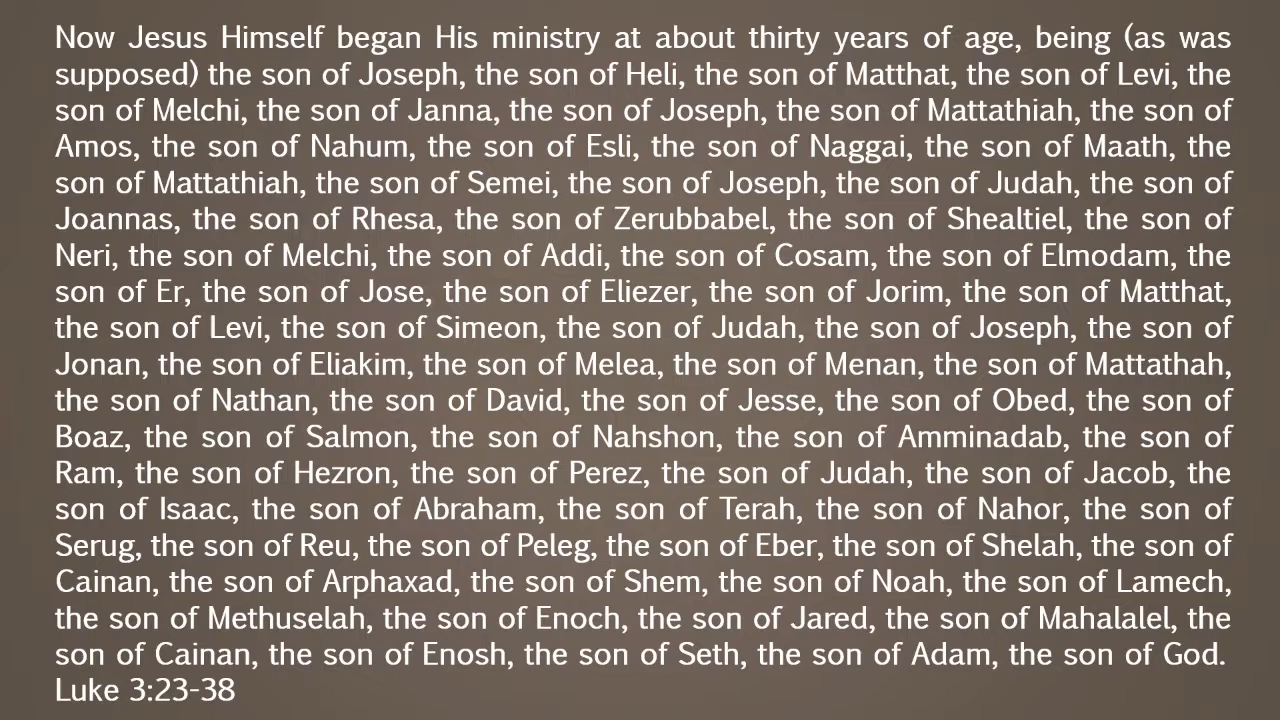 Now Jesus Himself began His ministry at about thirty years of age, being (as was
supposed) the son of Joseph, the son of Heli, the son of Matthat, the son of Levi, the
son of Melchi, the son of Janna, the son of Joseph, the son of Mattathiah, the son of
Amos, the son of Nahum, the son of Esli, the son of Naggai, the son of Maath, the
son of Mattathiah, the son of Semei, the son of Joseph, the son of Judah, the son of
Joannas, the son of Rhesa, the son of Zerubbabel, the son of Shealtiel, the son of
Neri, the son of Melchi, the son of Addi, the son of Cosam, the son of Elmodam, the
son of Er, the son of Jose, the son of Eliezer, the son of Jorim, the son of Matthat,
the son of Levi, the son of Simeon, the son of Judah, the son of Joseph, the son of
Jonan, the son of Eliakim, the son of Melea, the son of Menan, the son of Mattathah,
the son of Nathan, the son of David, the son of Jesse, the son of Obed, the son of
Boaz, the son of Salmon, the son of Nahshon, the son of Amminadab, the son of
Ram, the son of Hezron, the son of Perez, the son of Judah, the son of Jacob, the
son of Isaac, the son of Abraham, the son of Terah, the son of Nahor, the son of
Serug, the son of Reu, the son of Peleg, the son of Eber, the son of Shelah, the son of
Cainan, the son of Arphaxad, the son of Shem, the son of Noah, the son of Lamech,
the son of Methuselah, the son of Enoch, the son of Jared, the son of Mahalalel, the
son of Cainan, the son of Enosh, the son of Seth, the son of Adam, the son of God.
Luke 3:23-38